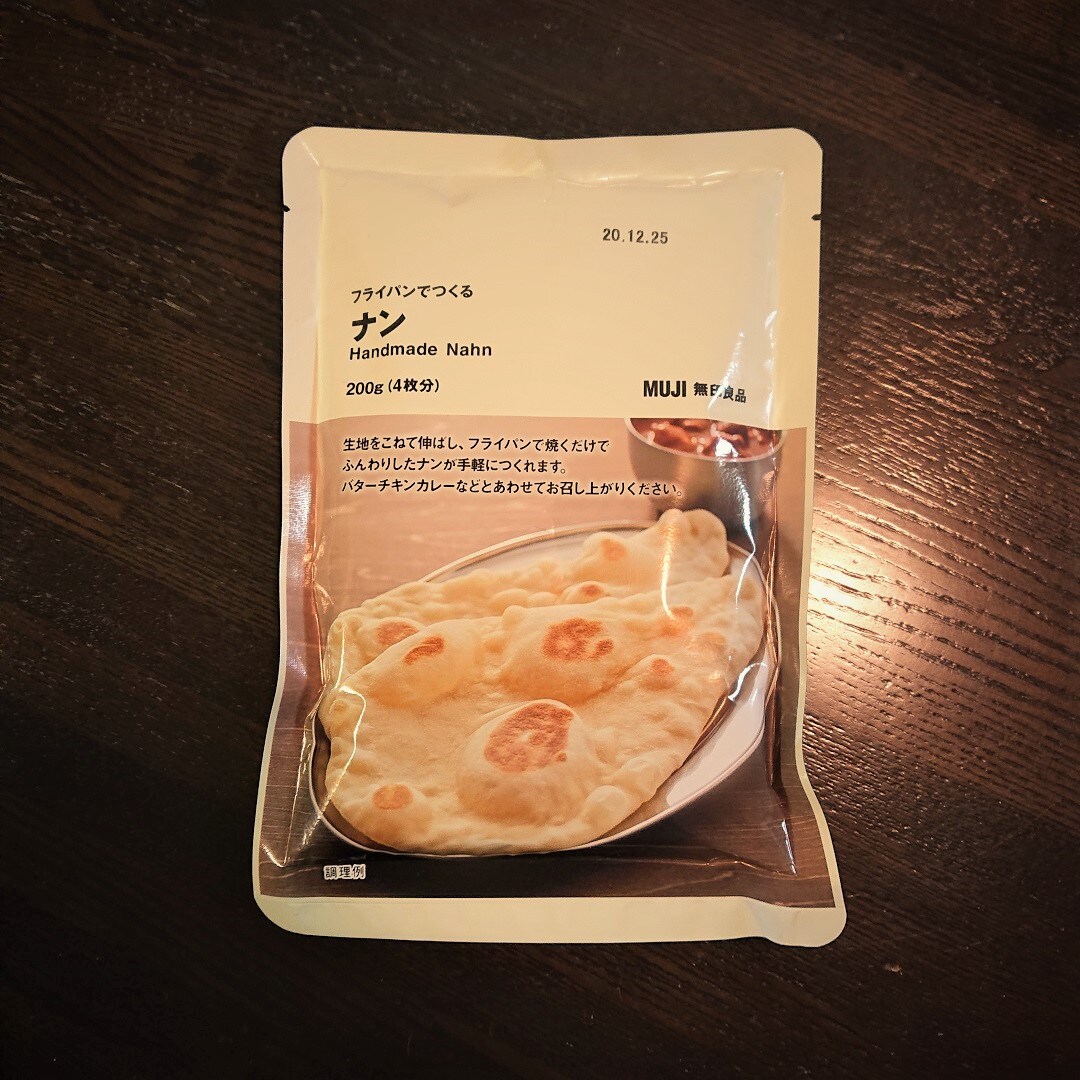 20.12.25
フライパンでつくる
ナン
Handmade Nahn
200g(4枚分)
MUJI 無印良品
生地をこねて伸ばし、フライパンで焼くだけで
ふんわりしたナンが手軽につくれます。
バターチキンカレーなどとあわせてお召し上がりください。
調理例